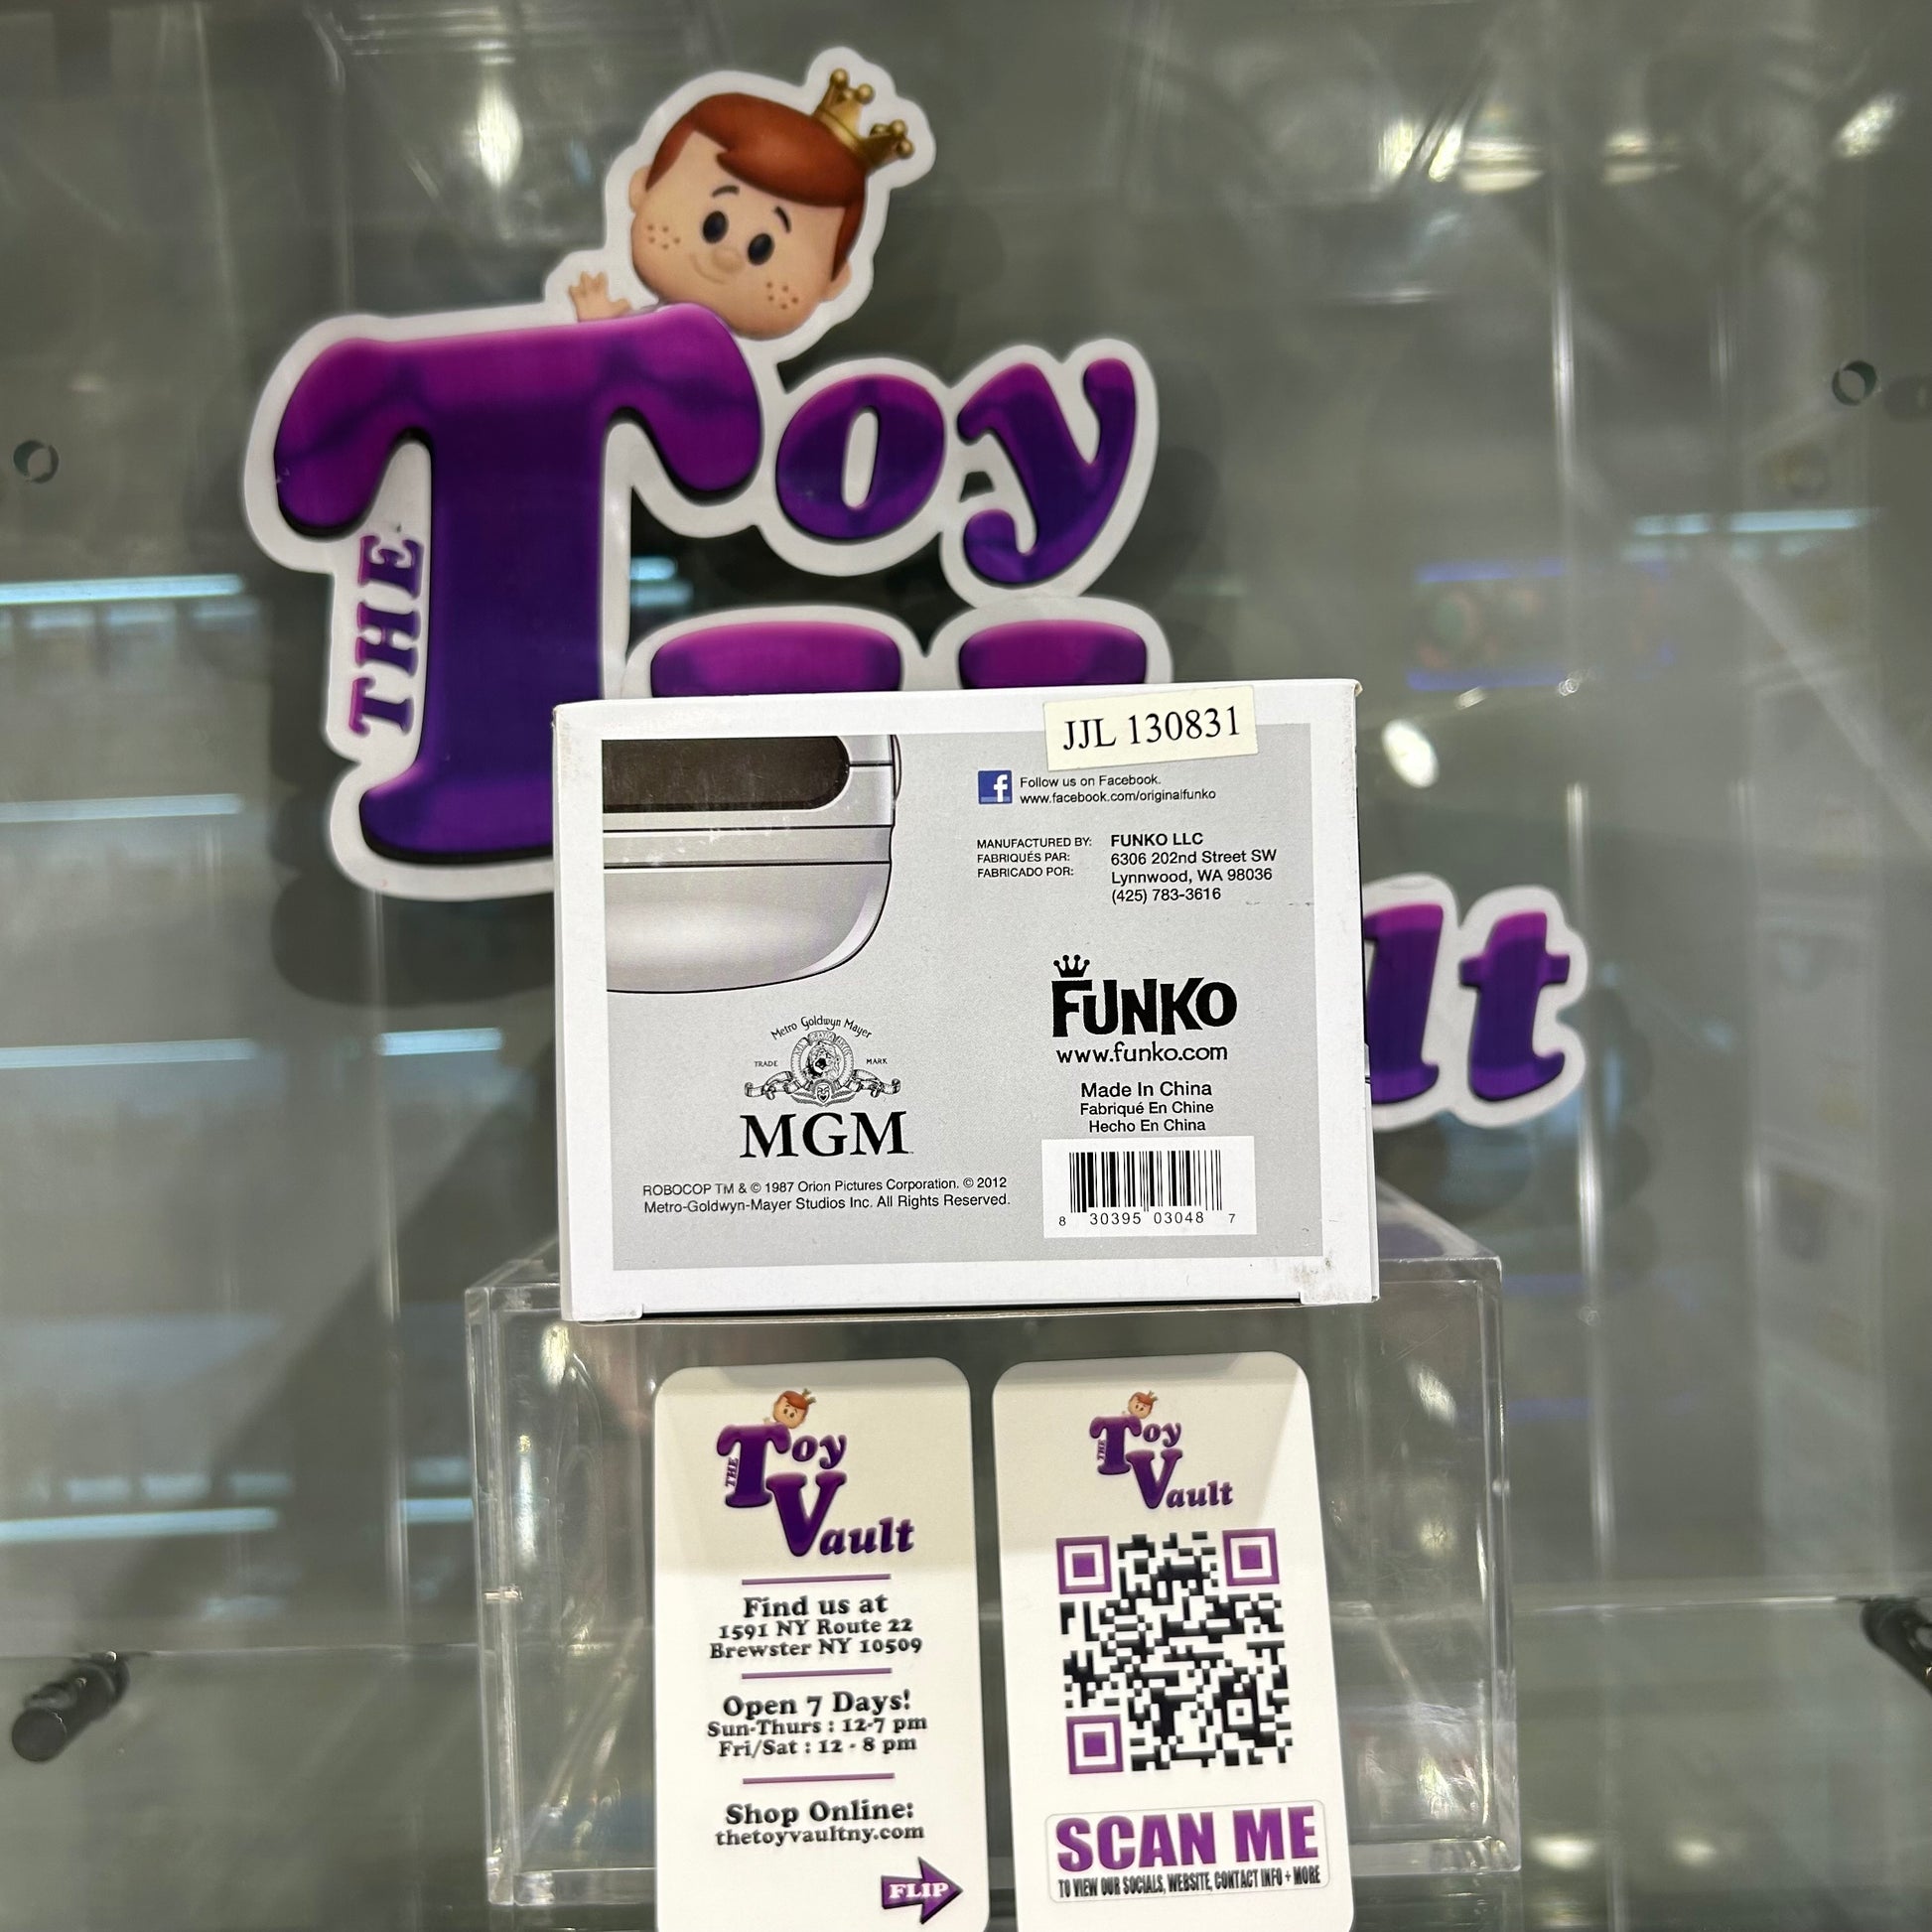 THE Toy
lt
JJL 130831
f
Follow us on Facebook.
www.facebook.com/originalfunko
MANUFACTURED BY: FUNKO LLC
FABRIQUÉS PAR: 6306 202nd Street SW
FABRICADO POR: Lynnwood, WA 98036
(425) 783-3616
FUNKO
www.funko.com
Made In China
Fabriqué En Chine
Hecho En China
Metro Goldwyn Mayer
TRADE MARK
MGM
ROBOCOP TM & © 1987 Orion Pictures Corporation. © 2012
Metro-Goldwyn-Mayer Studios Inc. All Rights Reserved.
8 30395 03048 7
THE Toy
Vault
Find us at
1591 NY Route 22
Brewster NY 10509
Open 7 Days!
Sun-Thurs : 12-7 pm
Fri/Sat : 12 - 8 pm
Shop Online:
thetoyvaultny.com
FLIP
THE Toy
Vault
SCAN ME
TO VIEW OUR SOCIALS, WEBSITE, CONTACT INFO + MORE